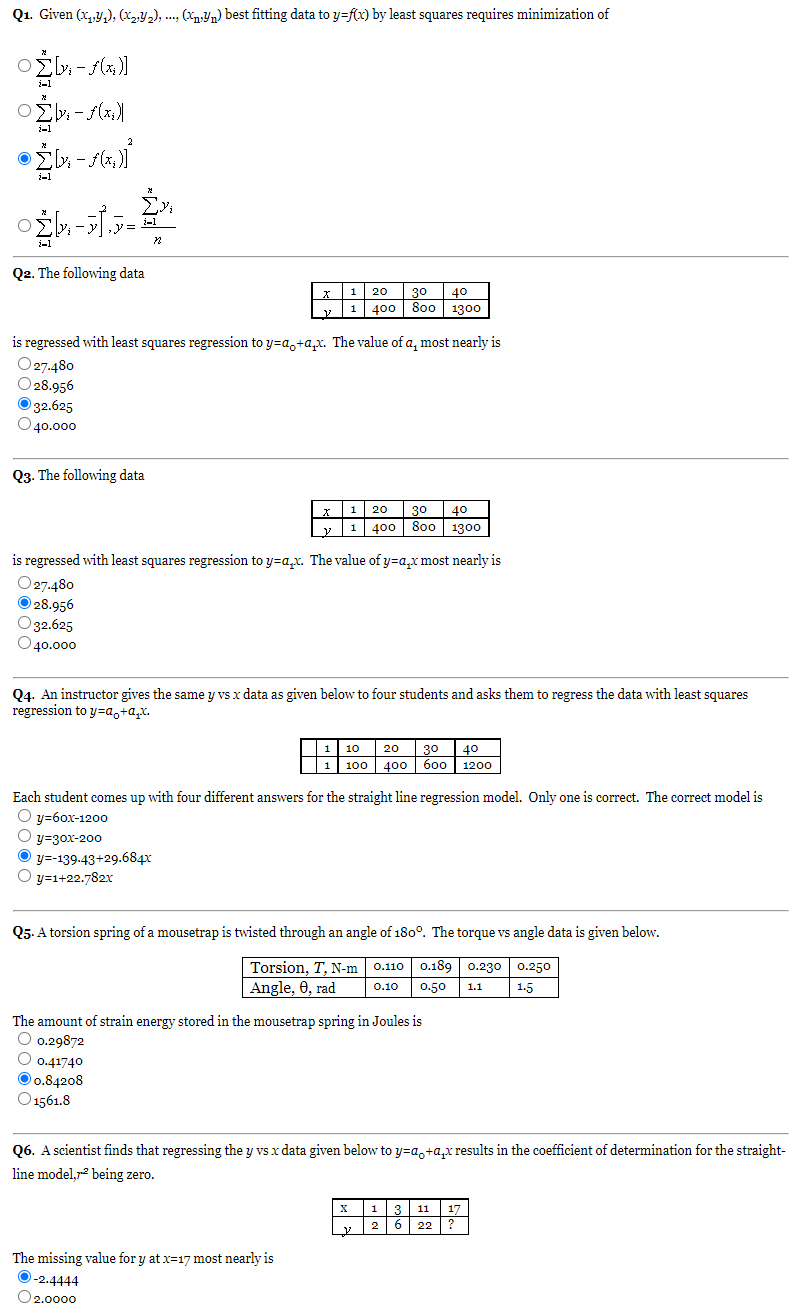 Q1. Given (x₁,y₁), (x₂,y₂), ..., (xₙ,yₙ) best fitting data to y=f(x) by least squares requires minimization of
∑ᵢ₌₁ⁿ [yᵢ − f(xᵢ)]
∑ᵢ₌₁ⁿ |yᵢ − f(xᵢ)|
∑ᵢ₌₁ⁿ [yᵢ − f(xᵢ)]²
∑ᵢ₌₁ⁿ [yᵢ − ȳ]², ȳ = ∑ᵢ₌₁ⁿ yᵢ / n
Q2. The following data
x 1 20 30 40
y 1 400 800 1300
is regressed with least squares regression to y=a₀+a₁x. The value of a₁ most nearly is
27.480
28.956
32.625
40.000
Q3. The following data
x 1 20 30 40
y 1 400 800 1300
is regressed with least squares regression to y=a₁x. The value of y=a₁x most nearly is
27.480
28.956
32.625
40.000
Q4. An instructor gives the same y vs x data as given below to four students and asks them to regress the data with least squares
regression to y=a₀+a₁x.
1 10 20 30 40
1 100 400 600 1200
Each student comes up with four different answers for the straight line regression model. Only one is correct. The correct model is
y=60x-1200
y=30x-200
y=-139.43+29.684x
y=1+22.782x
Q5. A torsion spring of a mousetrap is twisted through an angle of 180º. The torque vs angle data is given below.
Torsion, T, N-m 0.110 0.189 0.230 0.250
Angle, θ, rad 0.10 0.50 1.1 1.5
The amount of strain energy stored in the mousetrap spring in Joules is
0.29872
0.41740
0.84208
1561.8
Q6. A scientist finds that regressing the y vs x data given below to y=a₀+a₁x results in the coefficient of determination for the straight-
line model,r² being zero.
x 1 3 11 17
y 2 6 22 ?
The missing value for y at x=17 most nearly is
-2.4444
2.0000